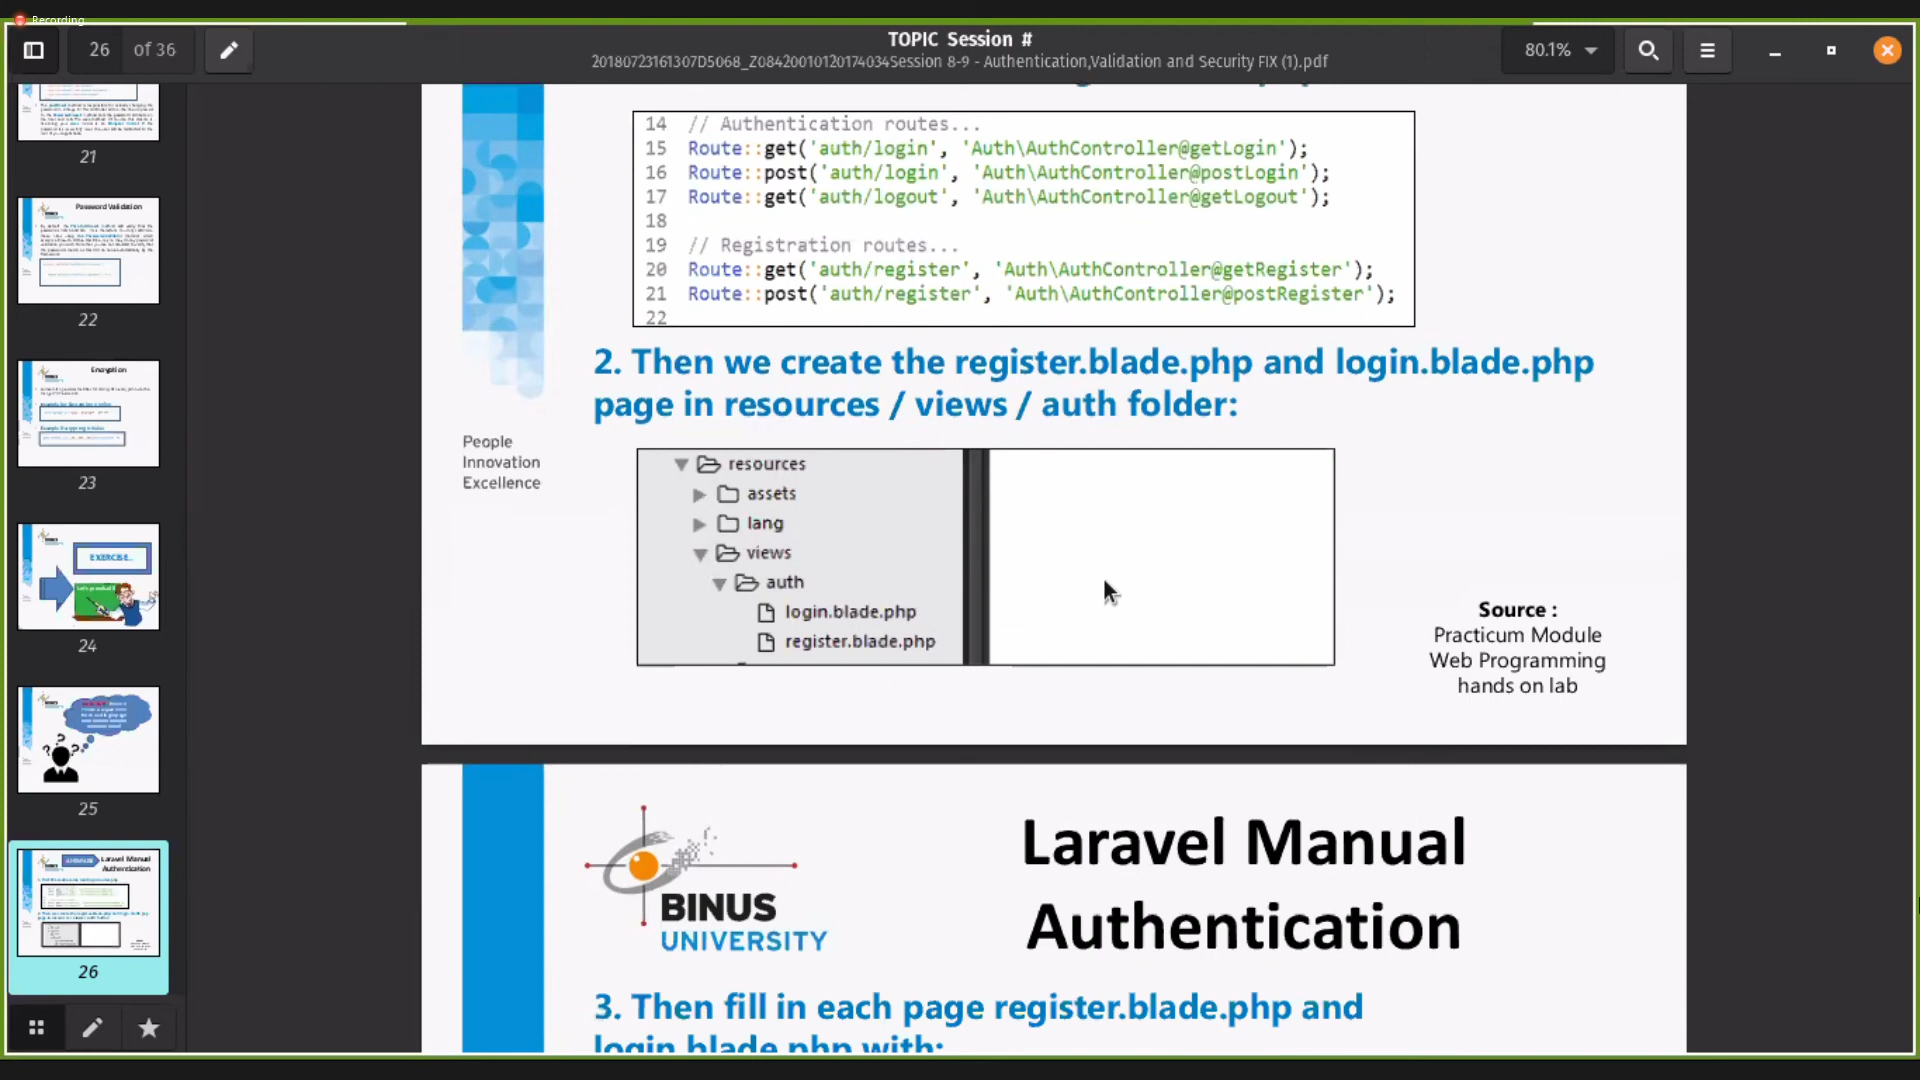 Recording
26 of 36
TOPIC Session #
20180723161307D5068_Z08420010120174034Session 8-9 - Authentication,Validation and Security FIX (1).pdf
80.1%
21
Password Validation
22
Encryption
23
EXERCISE...
24
25
Laravel Manual
Authentication
26
14 // Authentication routes...
15 Route::get('auth/login', 'Auth\AuthController@getLogin');
16 Route::post('auth/login', 'Auth\AuthController@postLogin');
17 Route::get('auth/logout', 'Auth\AuthController@getLogout');
18
19 // Registration routes...
20 Route::get('auth/register', 'Auth\AuthController@getRegister');
21 Route::post('auth/register', 'Auth\AuthController@postRegister');
22
2. Then we create the register.blade.php and login.blade.php
page in resources / views / auth folder:
People
Innovation
Excellence
resources
assets
lang
views
auth
login.blade.php
register.blade.php
Source :
Practicum Module
Web Programming
hands on lab
BINUS
UNIVERSITY
Laravel Manual
Authentication
3. Then fill in each page register.blade.php and
login.blade.php with: